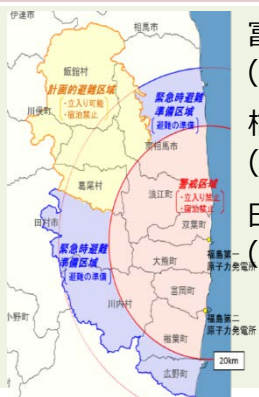 伊達市
相馬市
飯舘村
計画的避難区域
・立入り可能
・宿泊禁止
緊急時避難
準備区域
避難の準備
川俣町
南相馬市
葛尾村
浪江町
警戒区域
・立入り禁止
・宿泊禁止
双葉町
田村市
緊急時避難
準備区域
避難の準備
大熊町
福島第一
原子力発電所
富岡町
川内村
福島第二
原子力発電所
小野町
楢葉町
20km
広野町
富
(
相
(
田
(